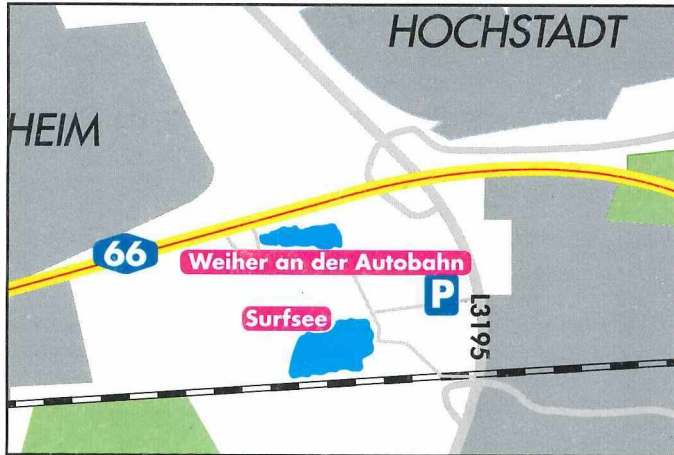 HOCHSTADT
HEIM
66
Weiher an der Autobahn
P
L3195
Surfsee